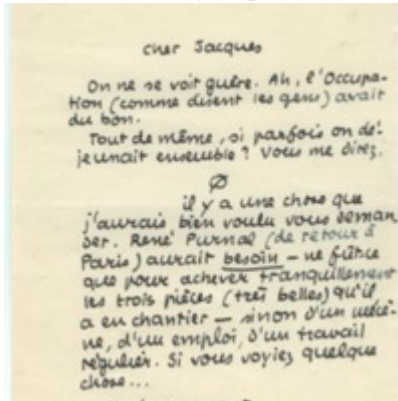 cher Jacques
On ne se voit guère. Ah, l'Occupa-
tion (comme disent les gens) avait
du bon.
Tout de même, si parfois on dé-
jeunait ensemble ? Vous me direz.
Ø
il y a une chose que
j'aurais bien voulu vous deman
der. René Purnal (de retour à
Paris) aurait besoin — ne fût-ce
que pour achever tranquillement
les trois pièces (très belles) qu'il
a en chantier — sinon d'un mécè-
ne, d'un emploi, d'un travail
régulier. Si vous voyiez quelque
chose...